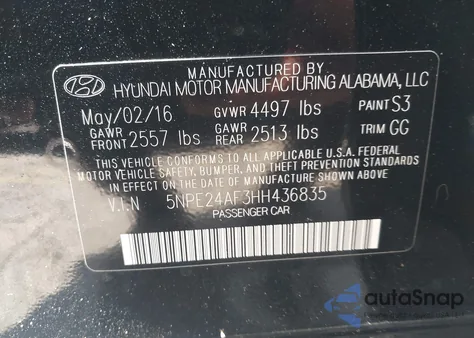 MANUFACTURED BY
HYUNDAI MOTOR MANUFACTURING ALABAMA, LLC
May/02/16 GVWR 4497 lbs PAINT S3
GAWR FRONT 2557 lbs GAWR REAR 2513 lbs TRIM GG
THIS VEHICLE CONFORMS TO ALL APPLICABLE U.S.A. FEDERAL
MOTOR VEHICLE SAFETY, BUMPER, AND THEFT PREVENTION STANDARDS
IN EFFECT ON THE DATE OF MANUFACTURE SHOWN ABOVE.
V.I.N 5NPE24AF3HH436835
PASSENGER CAR
autoSnap